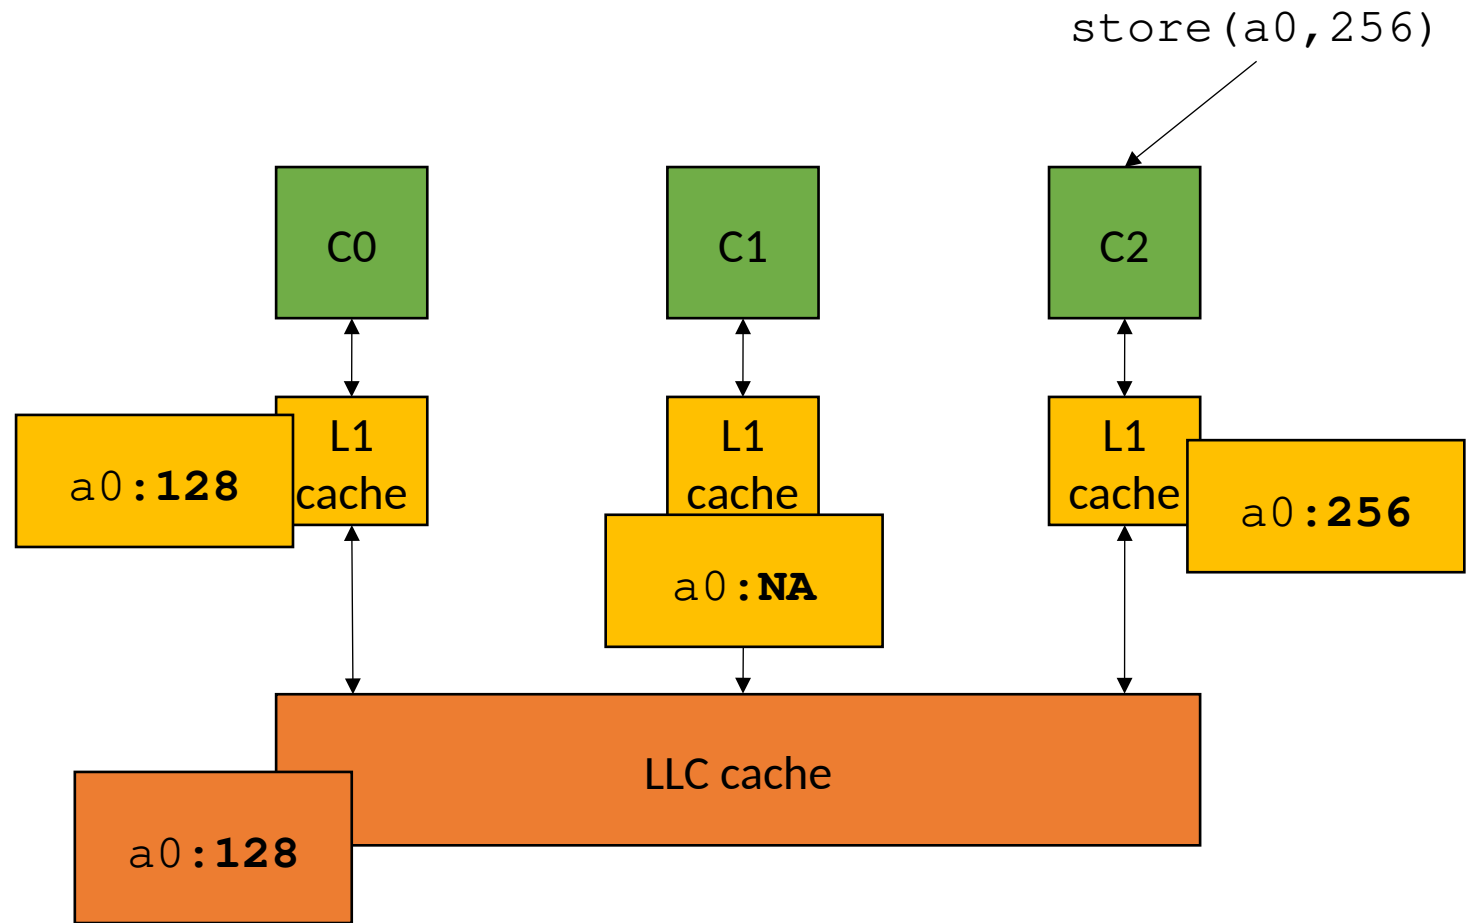 store(a0,256)
C0
C1
C2
L1
cache
L1
cache
L1
cache
a0:128
a0:NA
a0:256
LLC cache
a0:128